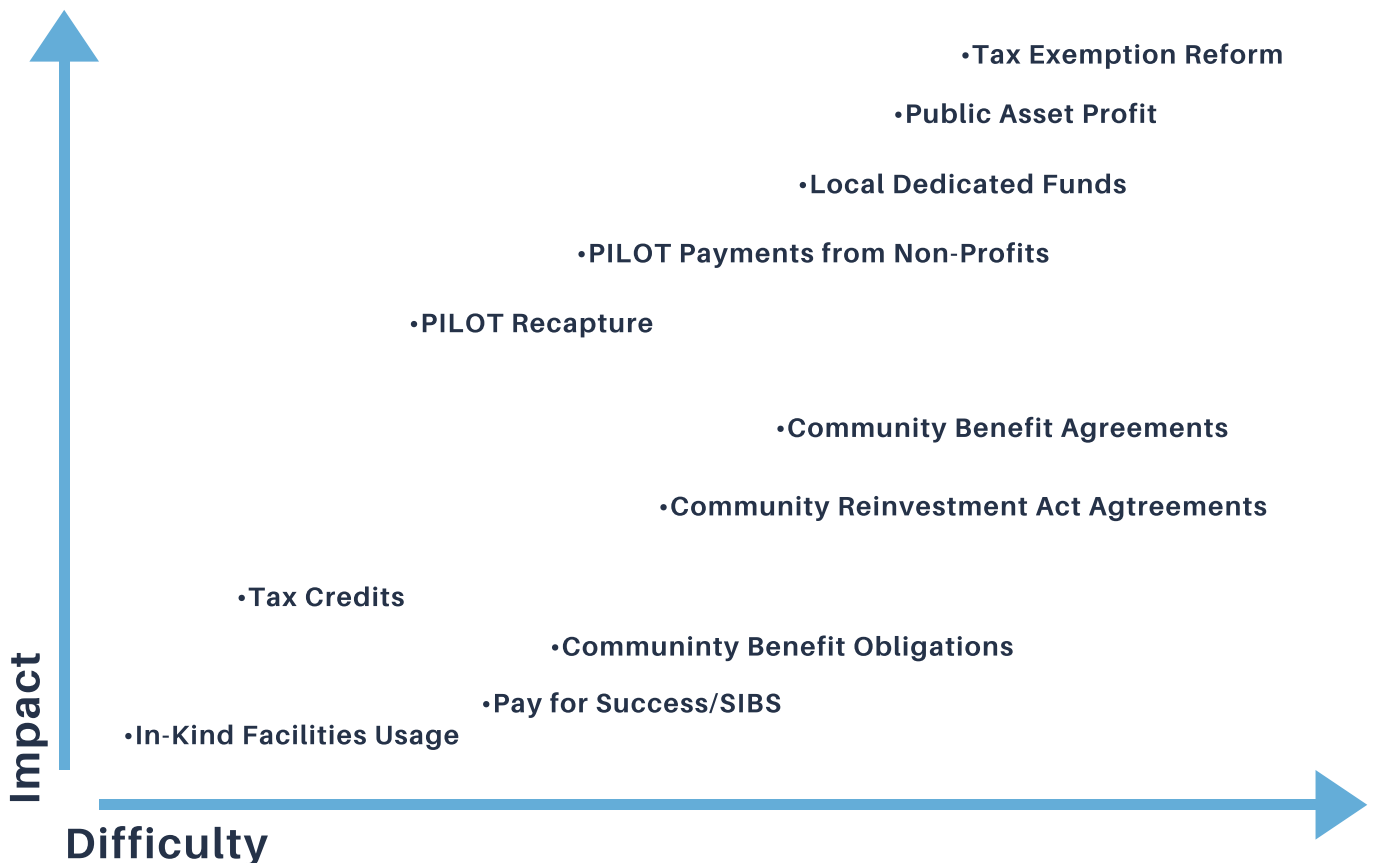 •Tax Exemption Reform
•Public Asset Profit
•Local Dedicated Funds
•PILOT Payments from Non-Profits
•PILOT Recapture
•Community Benefit Agreements
•Community Reinvestment Act Agtreements
•Tax Credits
•Communinty Benefit Obligations
•Pay for Success/SIBS
•In-Kind Facilities Usage
Impact
Difficulty